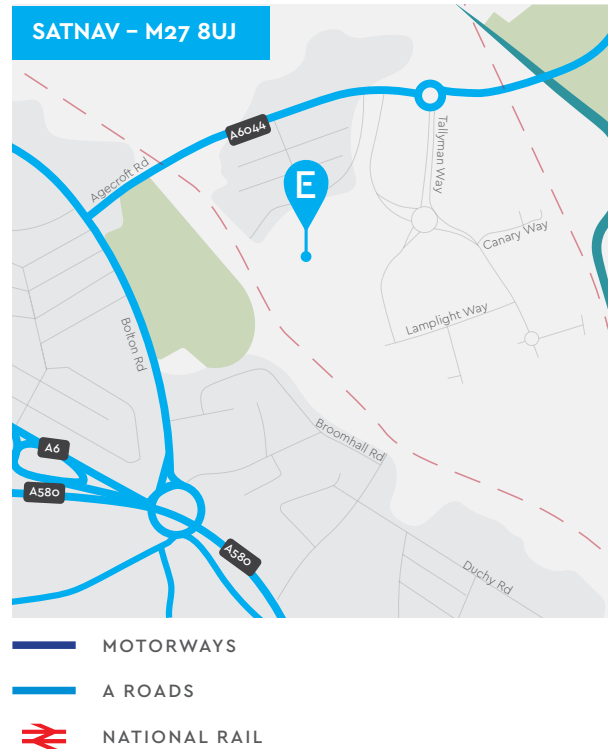 SATNAV – M27 8UJ
A6044
Agecroft Rd
Tallyman Way
E
Canary Way
Lamplight Way
Bolton Rd
Broomhall Rd
A6
A580
A580
Duchy Rd
MOTORWAYS
A ROADS
NATIONAL RAIL